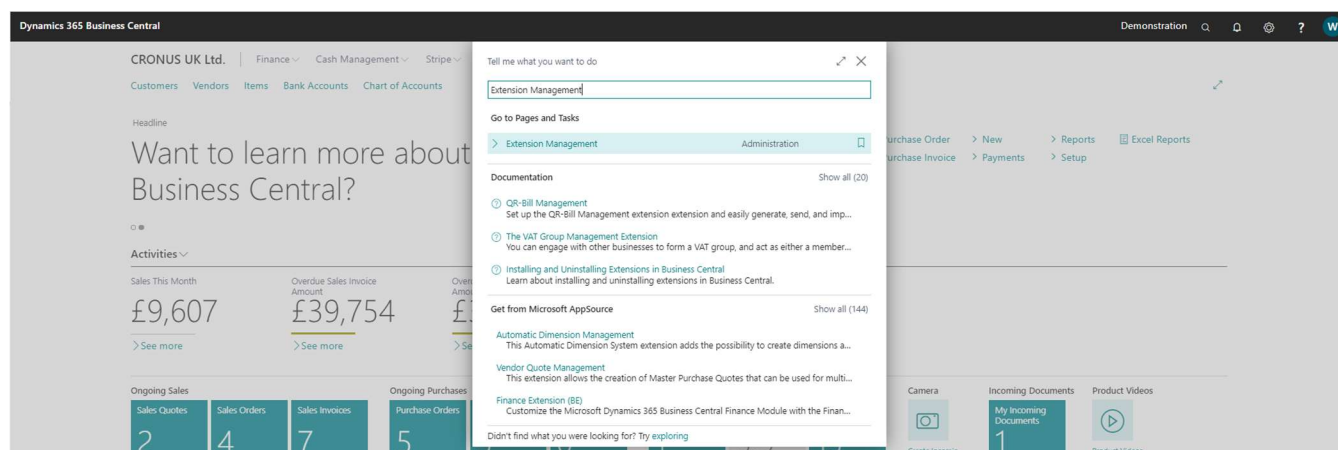 Dynamics 365 Business Central
Demonstration
?
W
CRONUS UK Ltd.
Finance
Cash Management
Stripe
Customers
Vendors
Items
Bank Accounts
Chart of Accounts
Headline
Want to learn more about
Business Central?
Activities
Sales This Month
£9,607
See more
Overdue Sales Invoice
Amount
£39,754
See more
Ongoing Sales
Sales Quotes
2
Sales Orders
4
Sales Invoices
7
Ongoing Purchases
Purchase Orders
5
Tell me what you want to do
Extension Management
Go to Pages and Tasks
Extension Management
Administration
Documentation
Show all (20)
QR-Bill Management
Set up the QR-Bill Management extension extension and easily generate, send, and imp...
The VAT Group Management Extension
You can engage with other businesses to form a VAT group, and act as either a member...
Installing and Uninstalling Extensions in Business Central
Learn about installing and uninstalling extensions in Business Central.
Get from Microsoft AppSource
Show all (144)
Automatic Dimension Management
This Automatic Dimension System extension adds the possibility to create dimensions a...
Vendor Quote Management
This extension allows the creation of Master Purchase Quotes that can be used for multi...
Finance Extension (BE)
Customize the Microsoft Dynamics 365 Business Central Finance Module with the Finan...
Didn't find what you were looking for? Try exploring
urchase Order
New
Reports
Excel Reports
urchase Invoice
Payments
Setup
Camera
Incoming Documents
My Incoming
Documents
1
Product Videos